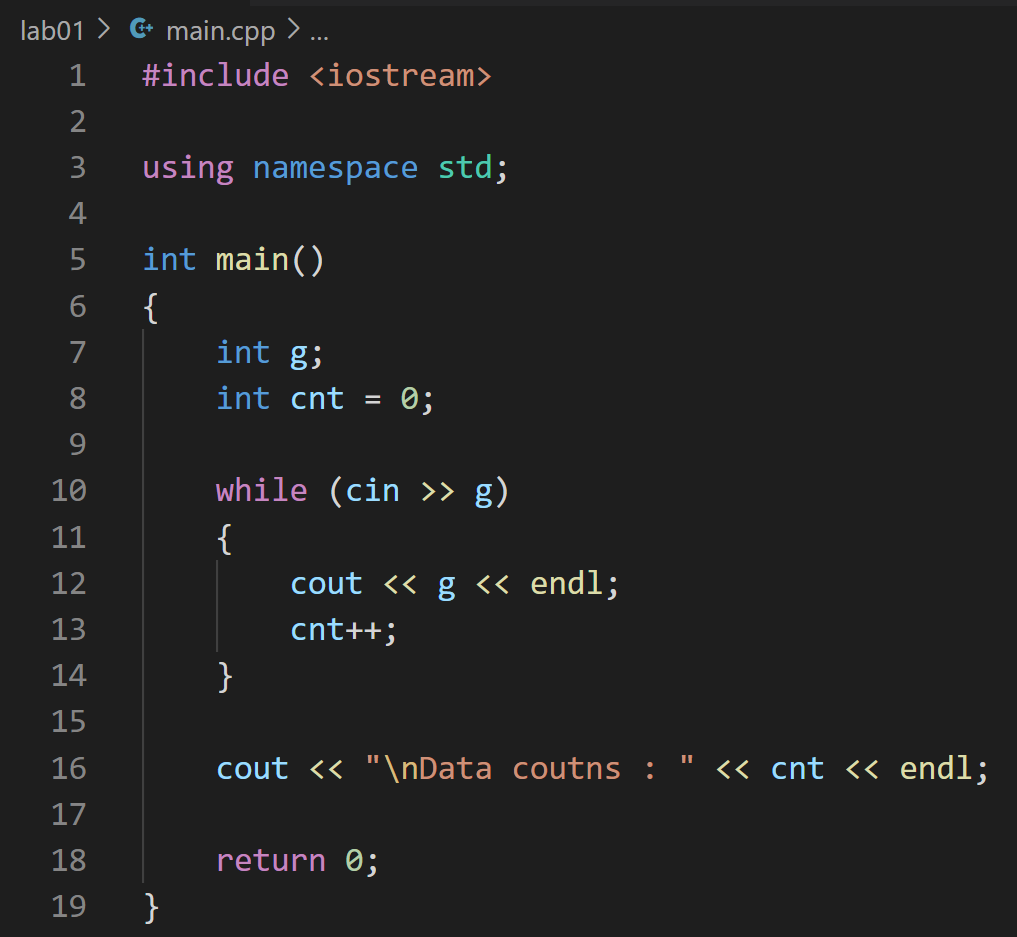 lab01 > C++ main.cpp > ...
1 #include <iostream>
2
3 using namespace std;
4
5 int main()
6 {
7     int g;
8     int cnt = 0;
9
10     while (cin >> g)
11     {
12         cout << g << endl;
13         cnt++;
14     }
15
16     cout << "\nData coutns : " << cnt << endl;
17
18     return 0;
19 }